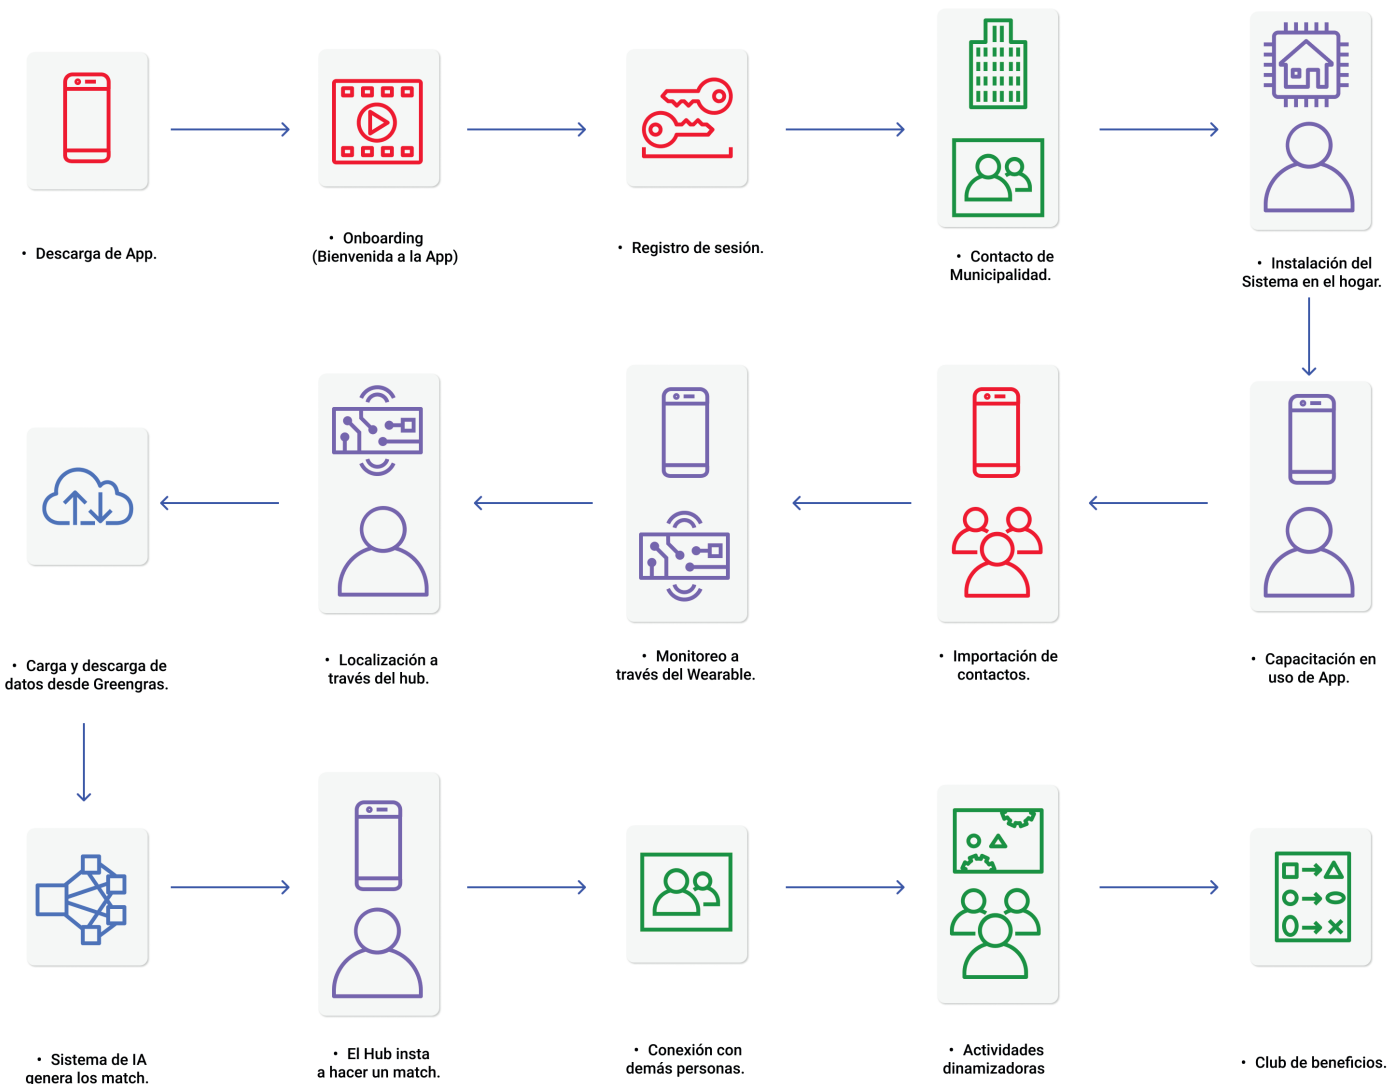 • Descarga de App.
• Onboarding
(Bienvenida a la App)
• Registro de sesión.
• Contacto de
Municipalidad.
• Instalación del
Sistema en el hogar.
• Capacitación en
uso de App.
• Importación de
contactos.
• Monitoreo a
través del Wearable.
• Localización a
través del hub.
• Carga y descarga de
datos desde Greengras.
• Sistema de IA
genera los match.
• El Hub insta
a hacer un match.
• Conexión con
demás personas.
• Actividades
dinamizadoras
• Club de beneficios.